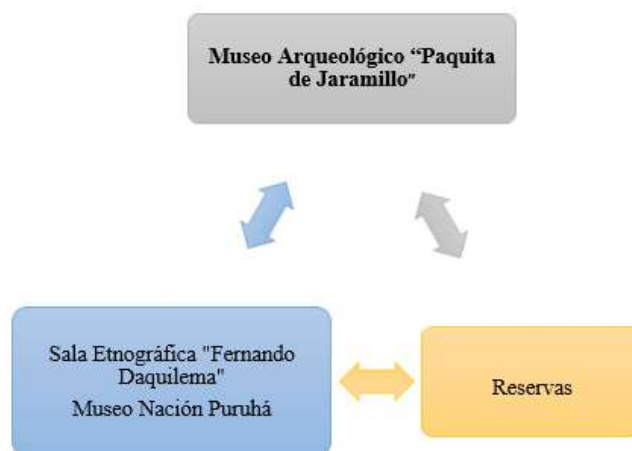 Museo Arqueológico “Paquita
de Jaramillo"
Sala Etnográfica "Fernando
Daquilema"
Museo Nación Puruhá
Reservas